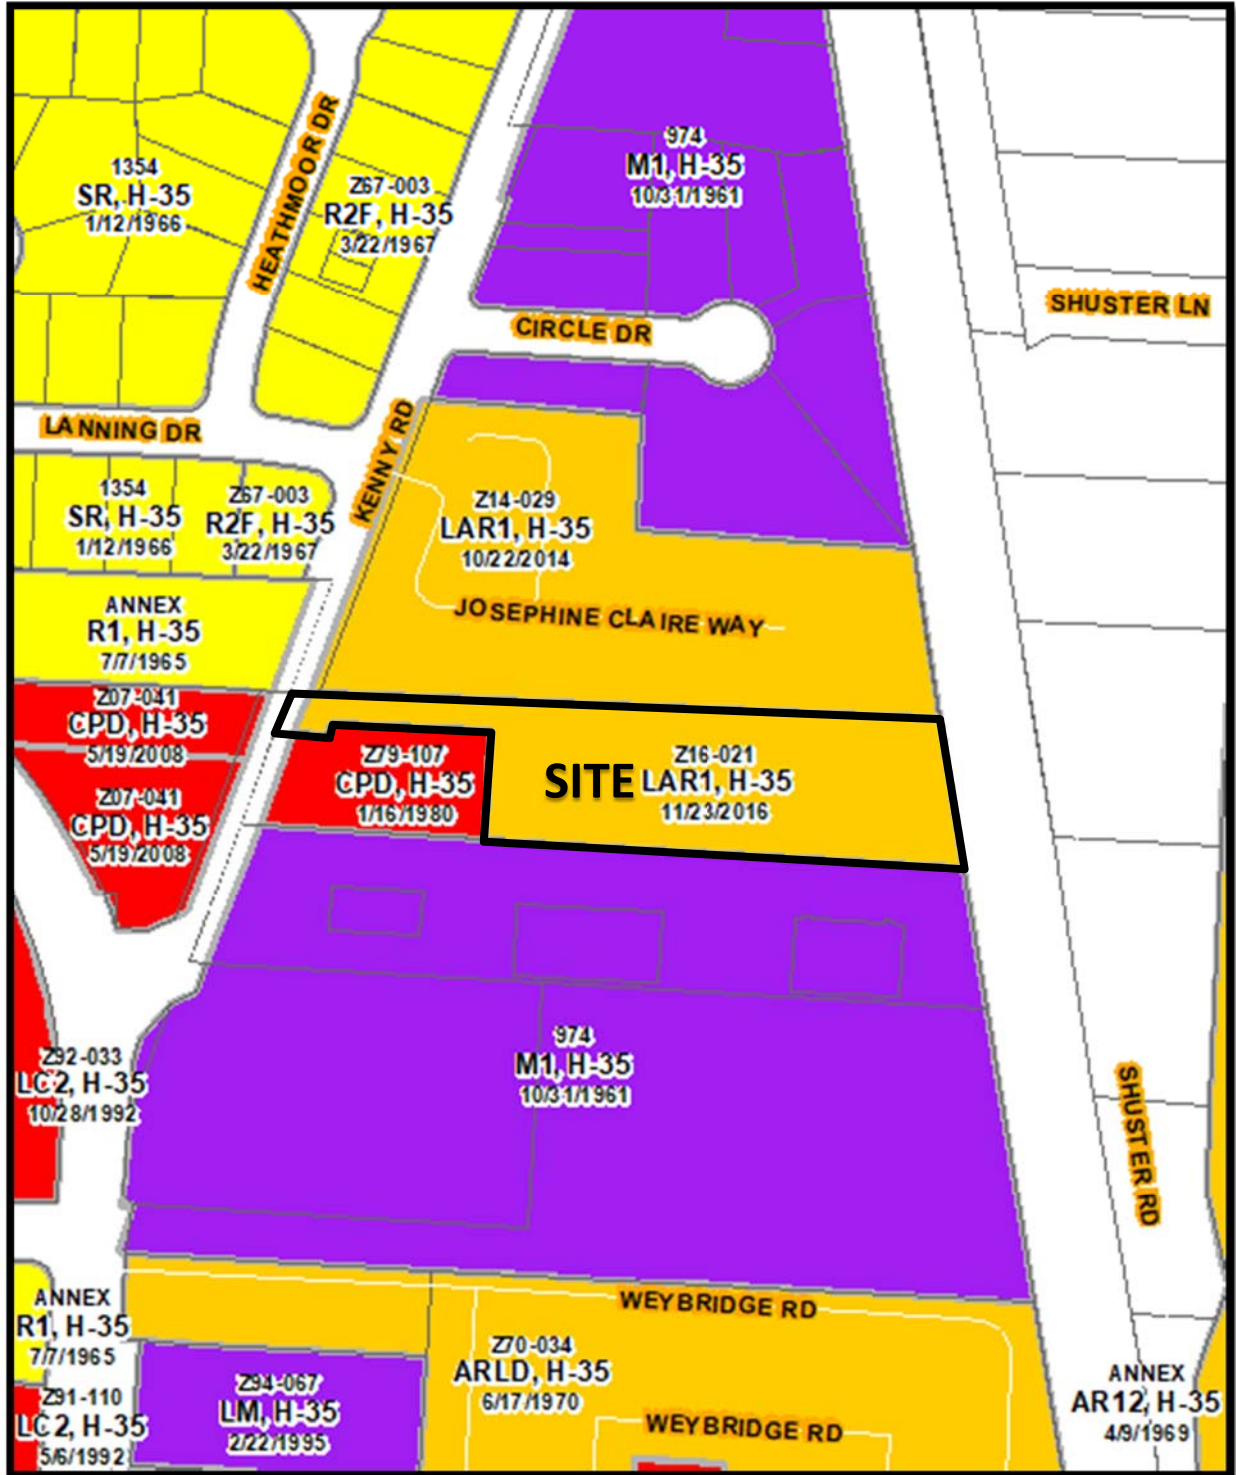 974
M1, H-35
10/31/1961
1354
SR, H-35
1/12/1966
HEATHMOOR DR
Z67-003
R2F, H-35
3/22/1967
SHUSTER LN
CIRCLE DR
LANNING DR
KENNY RD
1354
SR, H-35
1/12/1966
Z67-003
R2F, H-35
3/22/1967
Z14-029
LAR1, H-35
10/22/2014
ANNEX
R1, H-35
7/7/1965
JOSEPHINE CLAIRE WAY
Z07-041
CPD, H-35
5/19/2008
Z07-041
CPD, H-35
5/19/2008
Z79-107
CPD, H-35
1/16/1980
SITE
Z16-021
LAR1, H-35
11/23/2016
974
M1, H-35
10/31/1961
Z92-033
LC2, H-35
10/28/1992
SHUSTER RD
ANNEX
R1, H-35
7/7/1965
WEYBRIDGE RD
Z70-034
ARLD, H-35
6/17/1970
Z91-110
LC2, H-35
5/6/1992
Z94-067
LM, H-35
2/22/1995
WEYBRIDGE RD
ANNEX
AR12, H-35
4/9/1969